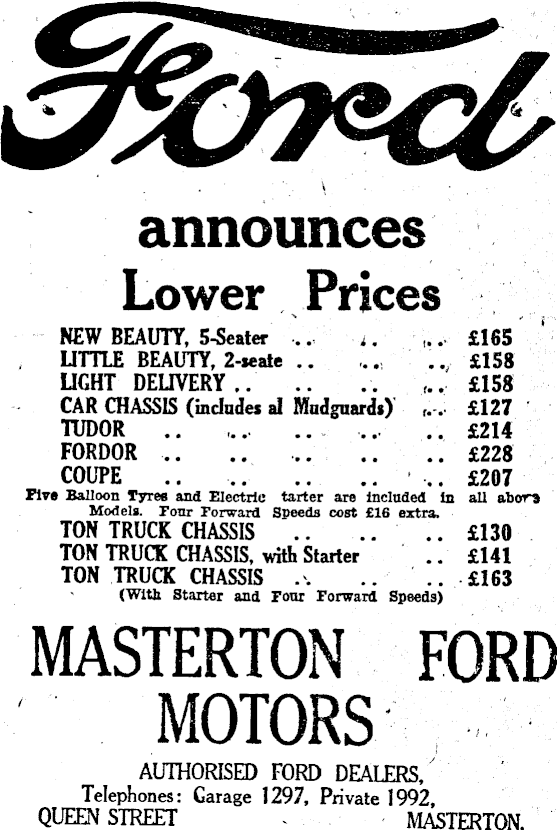 Ford
announces
Lower Prices
NEW BEAUTY, 5-Seater .. .. .. £165
LITTLE BEAUTY, 2-seate .. .. .. £158
LIGHT DELIVERY .. .. .. .. £158
CAR CHASSIS (includes al Mudguards) .. £127
TUDOR .. .. .. .. .. £214
FORDOR .. .. .. .. .. £228
COUPE .. .. .. .. .. £207
Five Balloon Tyres and Electric tarter are included in all above
Models. Four Forward Speeds cost £16 extra.
TON TRUCK CHASSIS .. .. .. £130
TON TRUCK CHASSIS, with Starter .. £141
TON TRUCK CHASSIS .. .. .. £163
(With Starter and Four Forward Speeds)
MASTERTON FORD
MOTORS
AUTHORISED FORD DEALERS,
Telephones: Garage 1297, Private 1992,
QUEEN STREET MASTERTON.